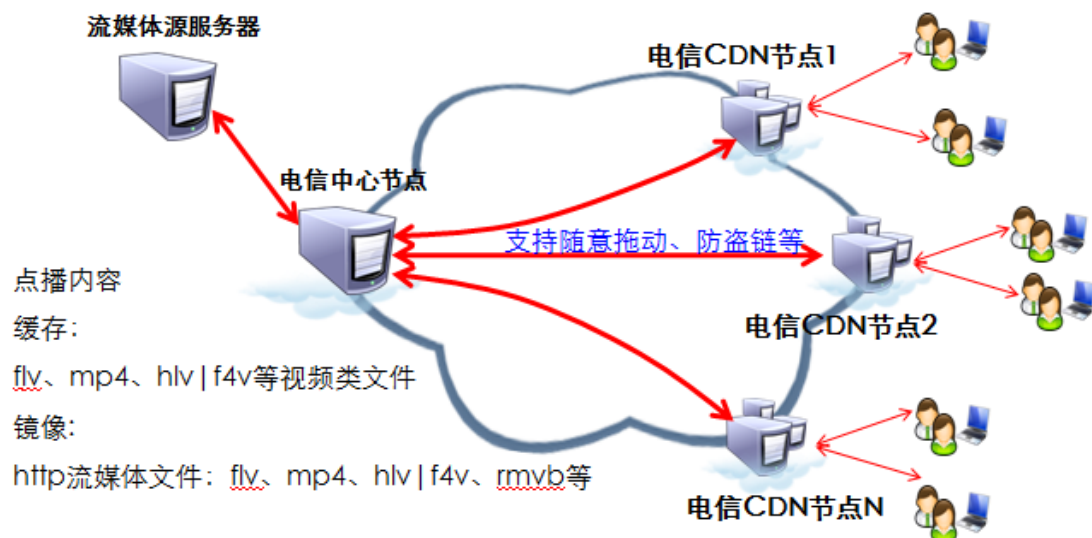 流媒体源服务器
电信CDN节点1
电信中心节点
支持随意拖动、防盗链等
点播内容
缓存：
电信CDN节点2
flv、mp4、hlv|f4v等视频类文件
镜像:
http流媒体文件：flv、mp4、hlv|f4v、rmvb等
电信CDN节点N